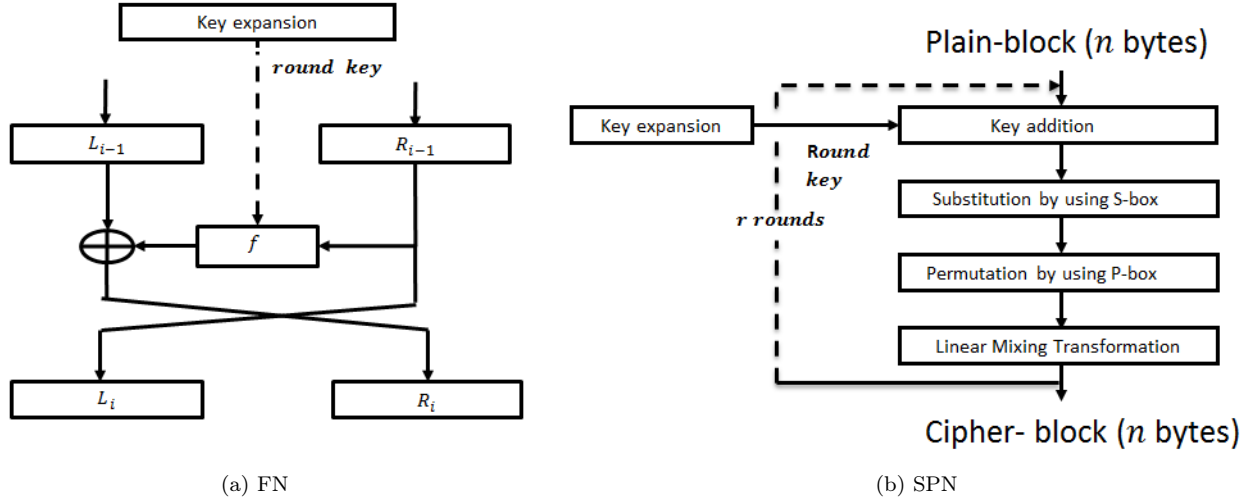 Key expansion
round key
L_{i-1}
R_{i-1}
f
L_i
R_i
(a) FN
Plain-block (n bytes)
Key expansion
Key addition
Round
key
r rounds
Substitution by using S-box
Permutation by using P-box
Linear Mixing Transformation
Cipher- block (n bytes)
(b) SPN